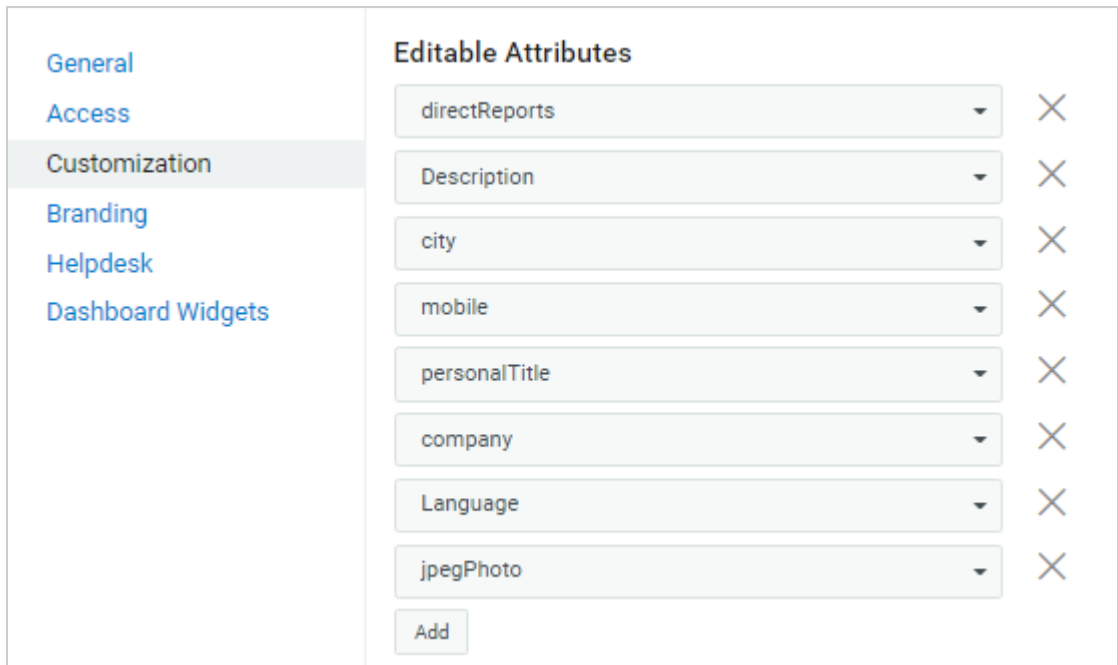 General
Access
Customization
Branding
Helpdesk
Dashboard Widgets
Editable Attributes
directReports
Description
city
mobile
personalTitle
company
Language
jpegPhoto
Add